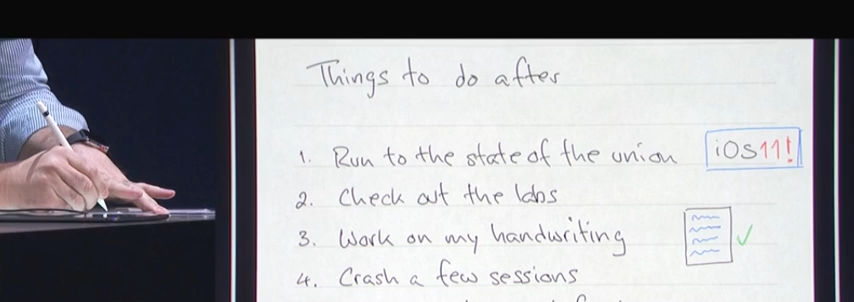 Things to do after
1. Run to the state of the union iOS11!
2. Check out the labs
3. Work on my handwriting
4. Crash a few sessions